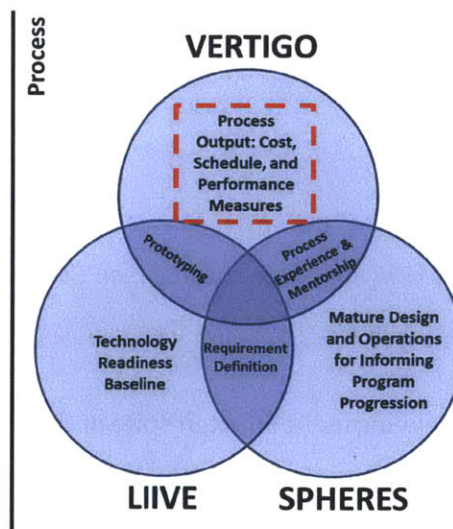 Process
VERTIGO
Process
Output: Cost,
Schedule, and
Performance
Measures
Prototyping
Process
Experience &
Mentorship
Technology
Readiness
Baseline
Requirement
Definition
Mature Design
and Operations
for Informing
Program
Progression
LIIVE
SPHERES